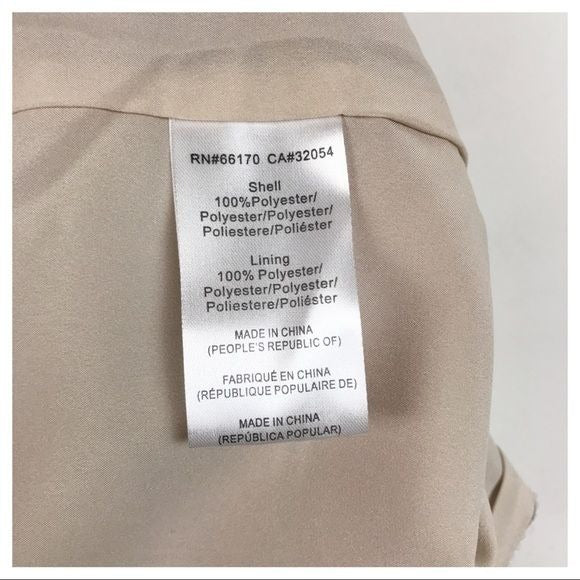 RN#66170 CA#32054
Shell
100%Polyester/
Polyester/Polyester/
Poliestere/Poliéster
Lining
100% Polyester/
Polyester/Polyester/
Poliestere/Poliéster
MADE IN CHINA
(PEOPLE'S REPUBLIC OF)
FABRIQUÉ EN CHINA
(RÉPUBLIQUE POPULAIRE DE)
MADE IN CHINA
(REPÚBLICA POPULAR)